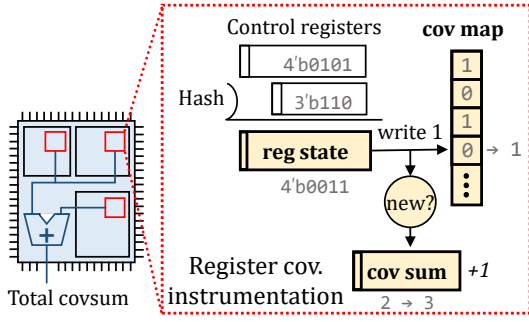 Control registers
cov map
4'b0101
1
Hash
3'b110
0
1
write 1
reg state
0 → 1
4'b0011
new?
+
cov sum
+1
Register cov.
instrumentation
2 → 3
Total covsum